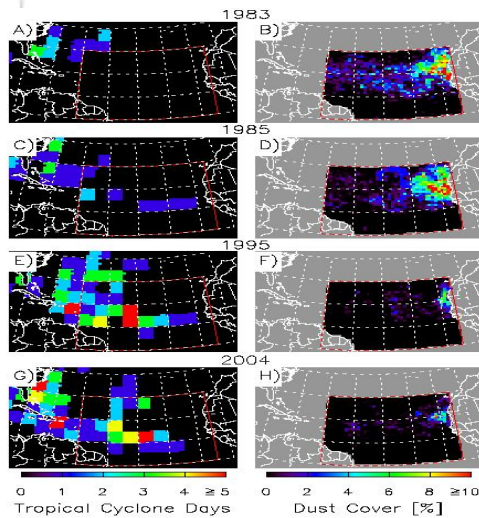 1983
A) B)
1985
C) D)
1995
E) F)
2004
G) H)
0 1 2 3 4 ≥5 0 2 4 6 8 ≥10
Tropical Cyclone Days Dust Cover [%]